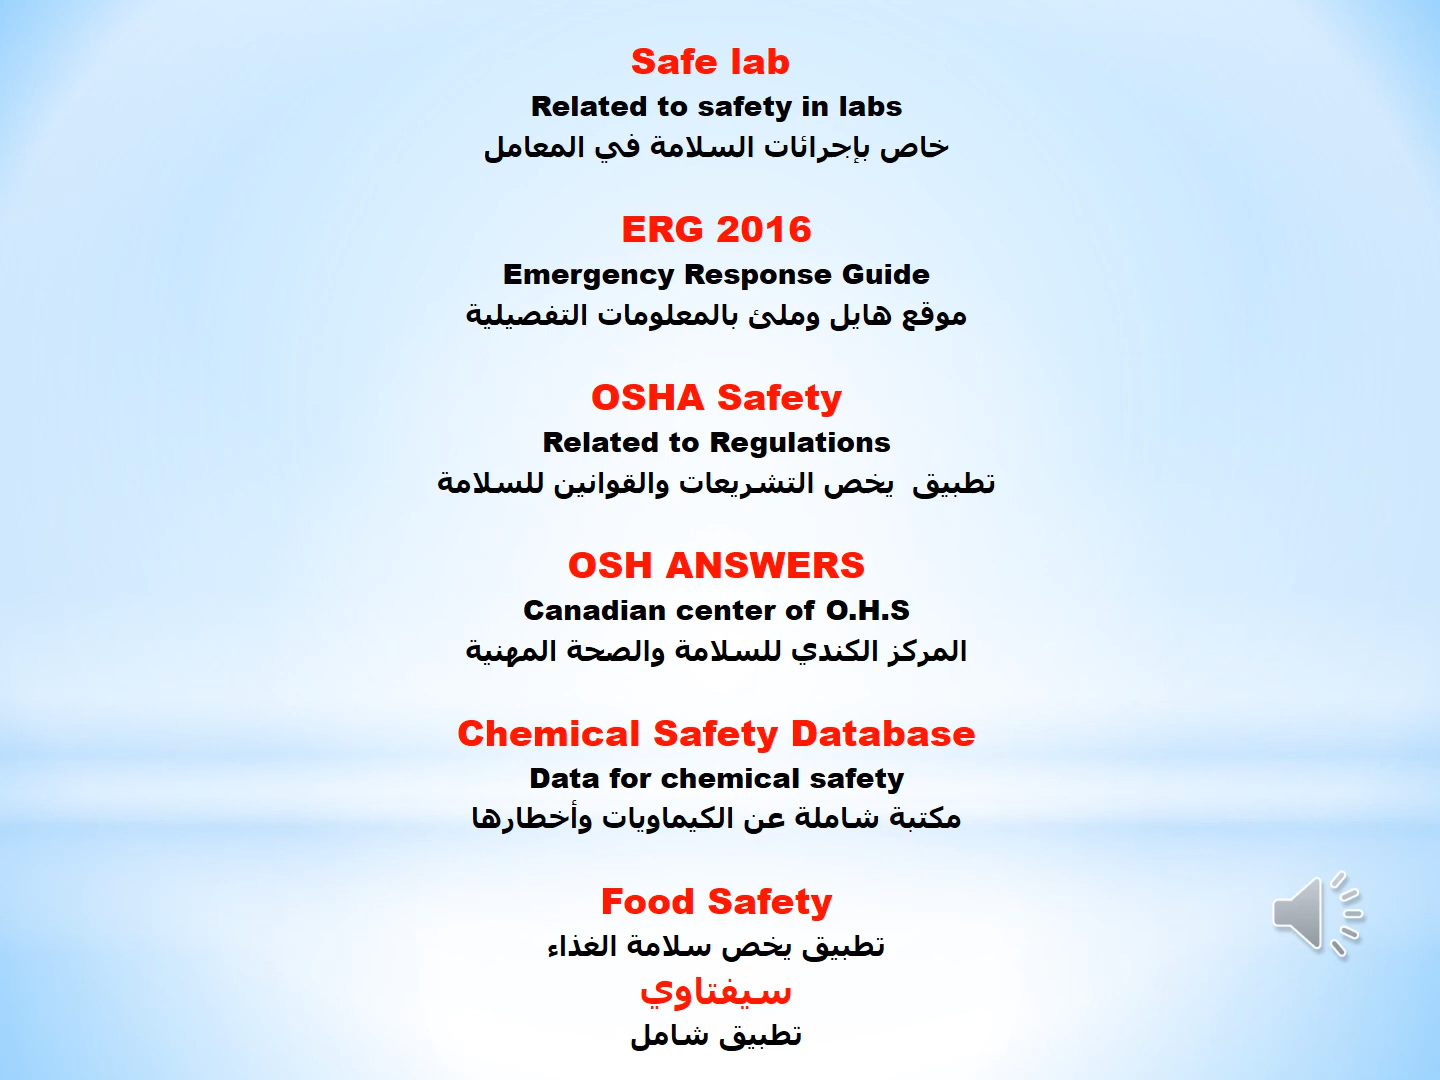 Safe lab
Related to safety in labs
خاص بإجرائات السلامة في المعامل
ERG 2016
Emergency Response Guide
موقع هايل وملئ بالمعلومات التفصيلية
OSHA Safety
Related to Regulations
تطبيق  يخص التشريعات والقوانين للسلامة
OSH ANSWERS
Canadian center of O.H.S
المركز الكندي للسلامة والصحة المهنية
Chemical Safety Database
Data for chemical safety
مكتبة شاملة عن الكيماويات وأخطارها
Food Safety
تطبيق يخص سلامة الغذاء
سيفتاوي
تطبيق شامل